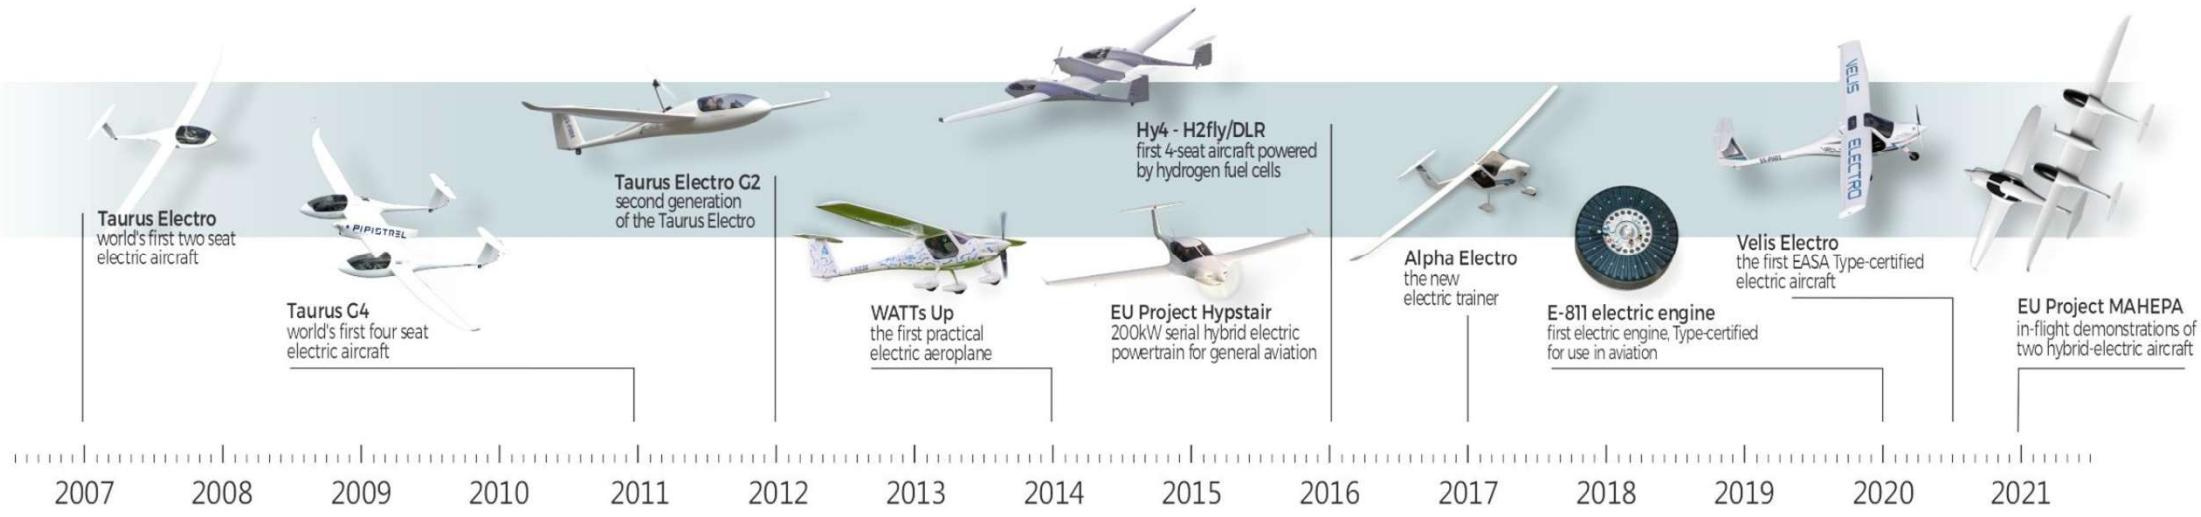 Taurus Electro
world's first two seat
electric aircraft
PIPISTREL
Taurus G4
world's first four seat
electric aircraft
Taurus Electro G2
second generation
of the Taurus Electro
WATTs Up
the first practical
electric aeroplane
Hy4 - H2fly/DLR
first 4-seat aircraft powered
by hydrogen fuel cells
EU Project Hypstair
200kW serial hybrid electric
powertrain for general aviation
Alpha Electro
the new
electric trainer
E-811 electric engine
first electric engine, Type-certified
for use in aviation
VELIS ELECTRO
Velis Electro
the first EASA Type-certified
electric aircraft
EU Project MAHEPA
in-flight demonstrations of
two hybrid-electric aircraft
2007 2008 2009 2010 2011 2012 2013 2014 2015 2016 2017 2018 2019 2020 2021